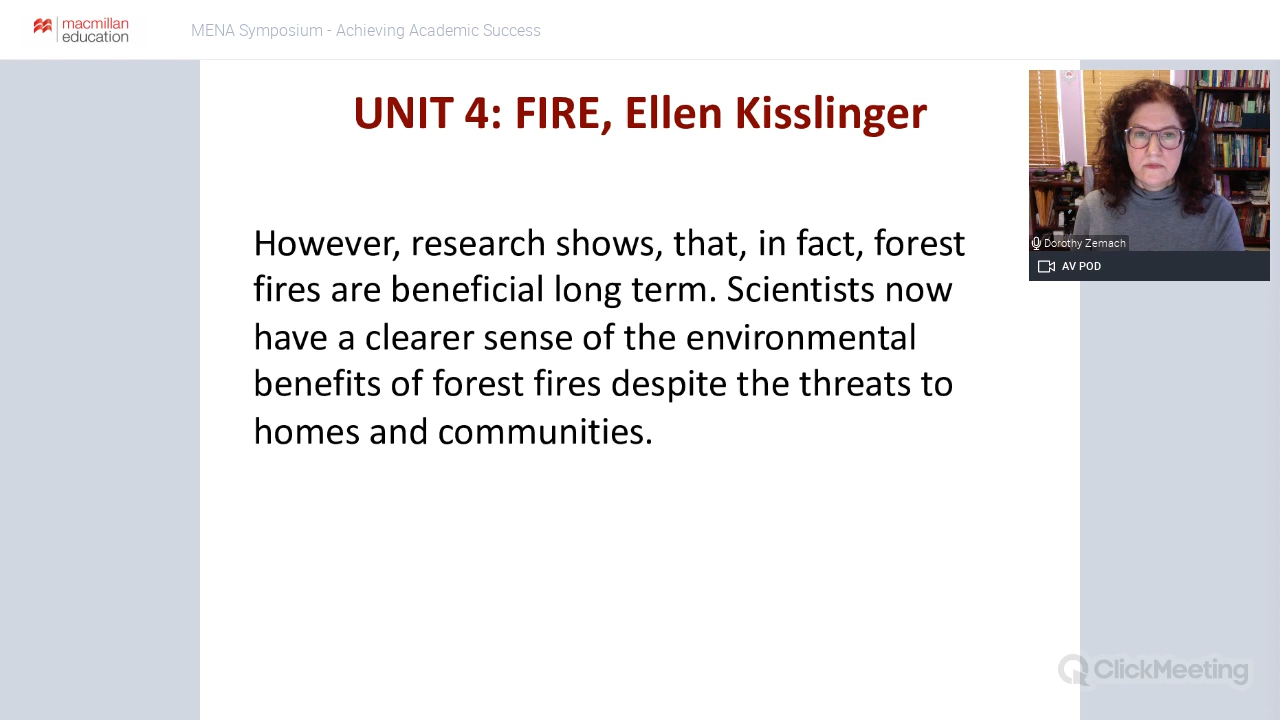 macmillan
education
MENA Symposium - Achieving Academic Success
UNIT 4: FIRE, Ellen Kisslinger
However, research shows, that, in fact, forest
fires are beneficial long term. Scientists now
have a clearer sense of the environmental
benefits of forest fires despite the threats to
homes and communities.
Dorothy Zemach
AV POD
ClickMeeting